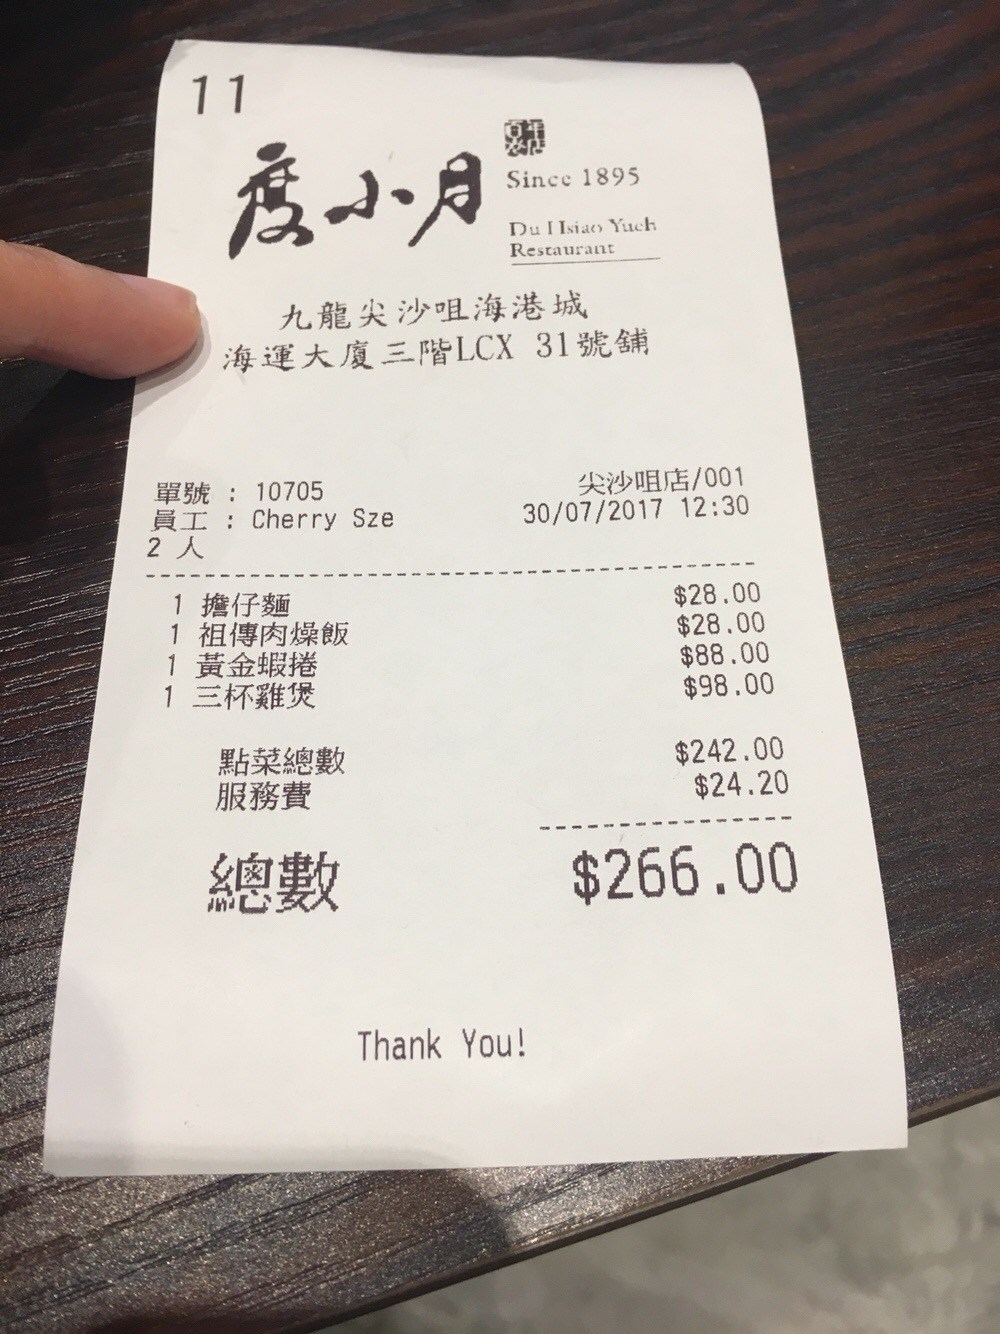 11
度小月
百年老店
Since 1895
Du Hsiao Yueh
Restaurant
九龍尖沙咀海港城
海運大廈三階LCX 31號舖
單號 : 10705 尖沙咀店/001
員工 : Cherry Sze 30/07/2017 12:30
2 人
1 擔仔麵 $28.00
1 祖傳肉燥飯 $28.00
1 黃金蝦捲 $88.00
1 三杯雞煲 $98.00
點菜總數 $242.00
服務費 $24.20
總數 $266.00
Thank You!